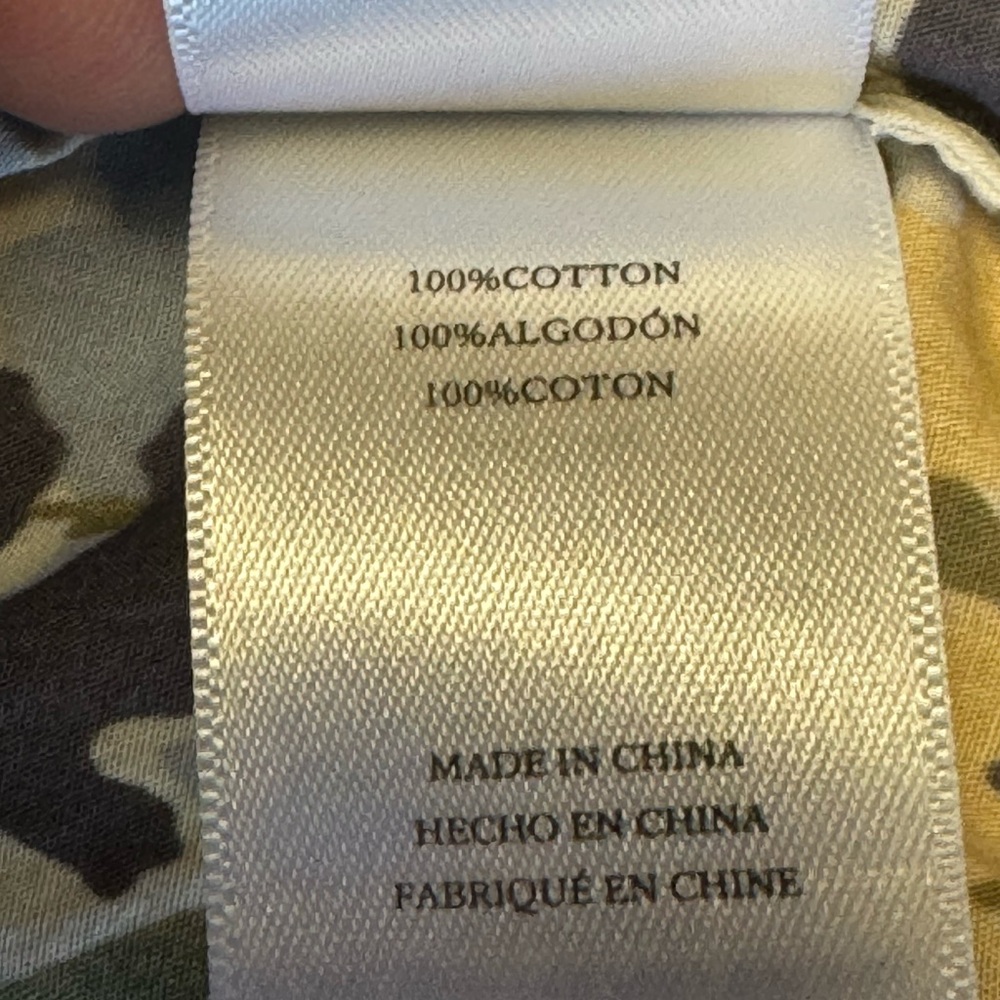 100%COTTON
100%ALGODÓN
100%COTON
MADE IN CHINA
HECHO EN CHINA
FABRIQUÉ EN CHINE